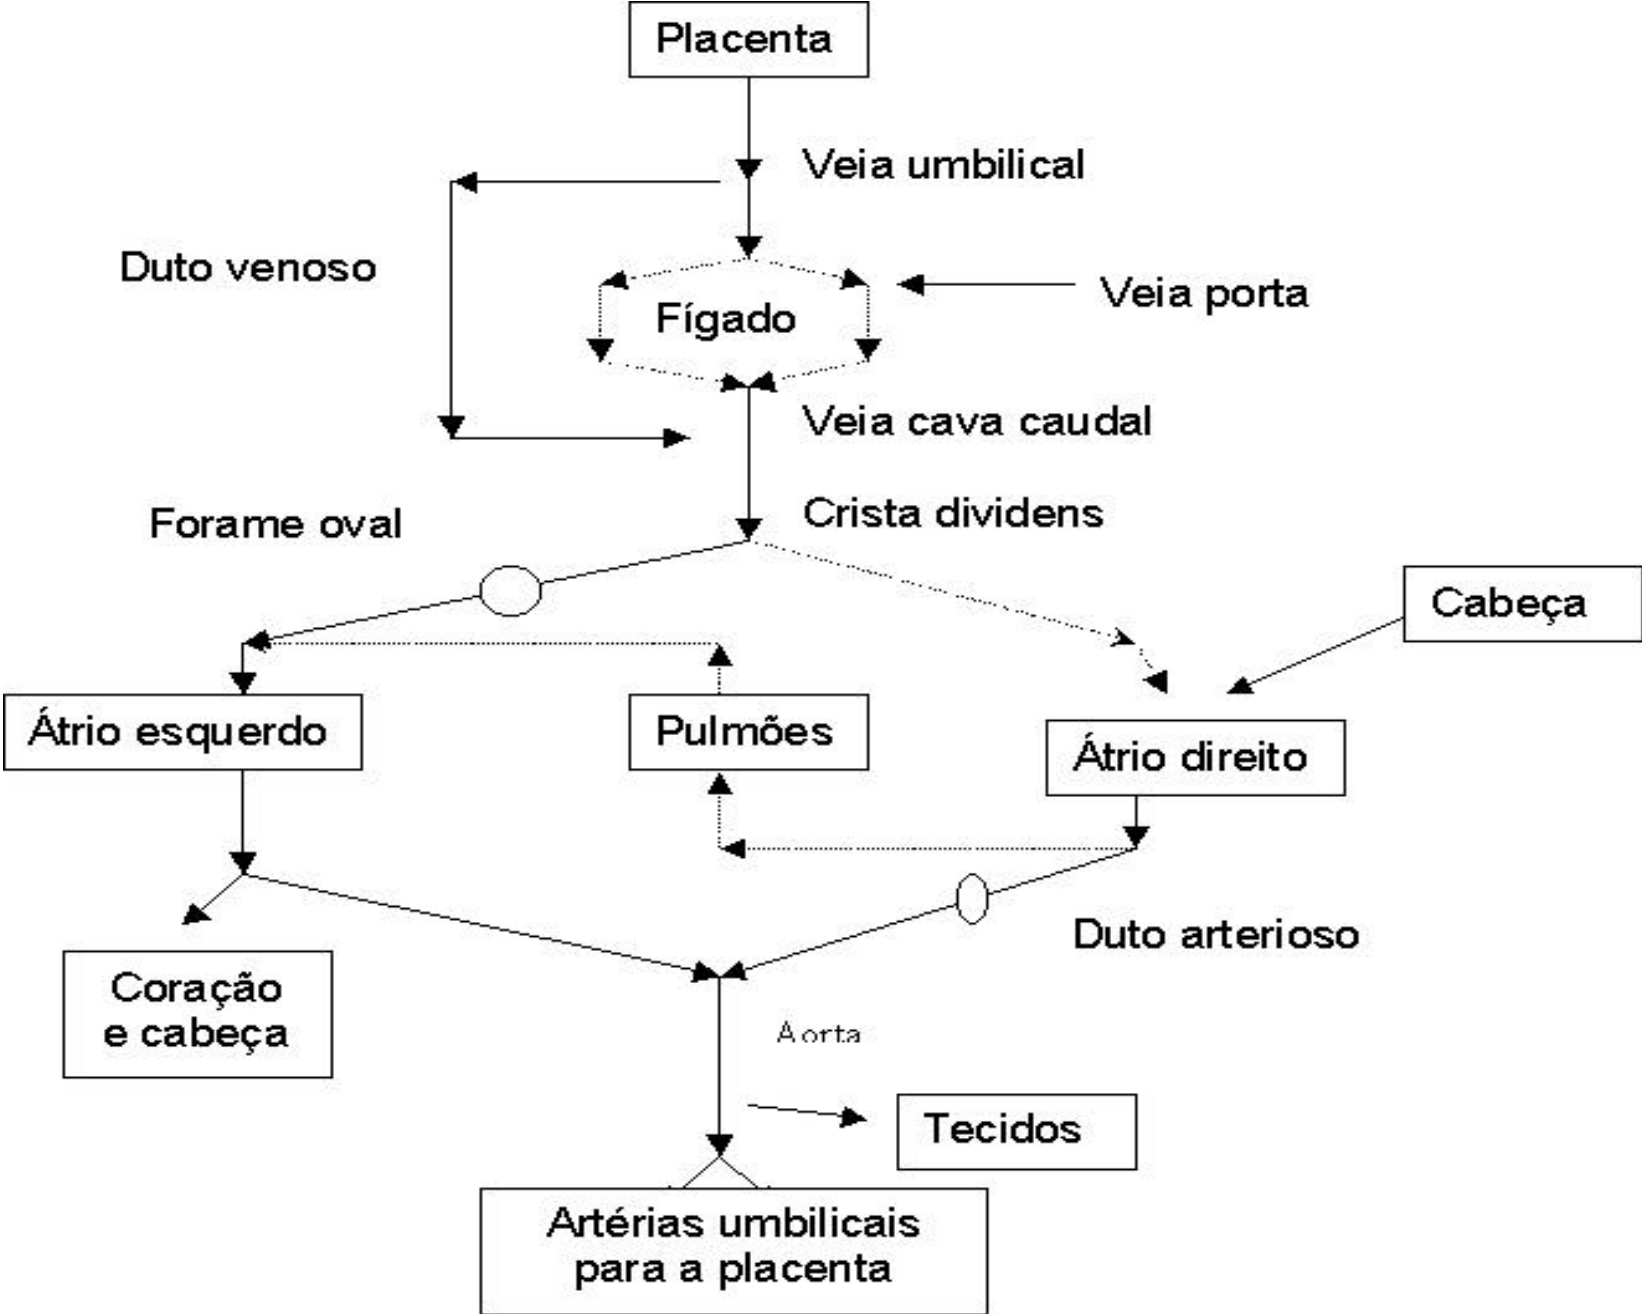 Placenta
Veia umbilical
Duto venoso
Veia porta
Fígado
Veia cava caudal
Crista dividens
Forame oval
Cabeça
Átrio esquerdo
Pulmões
Átrio direito
Duto arterioso
Coração
e cabeça
Aorta
Tecidos
Artérias umbilicais
para a placenta